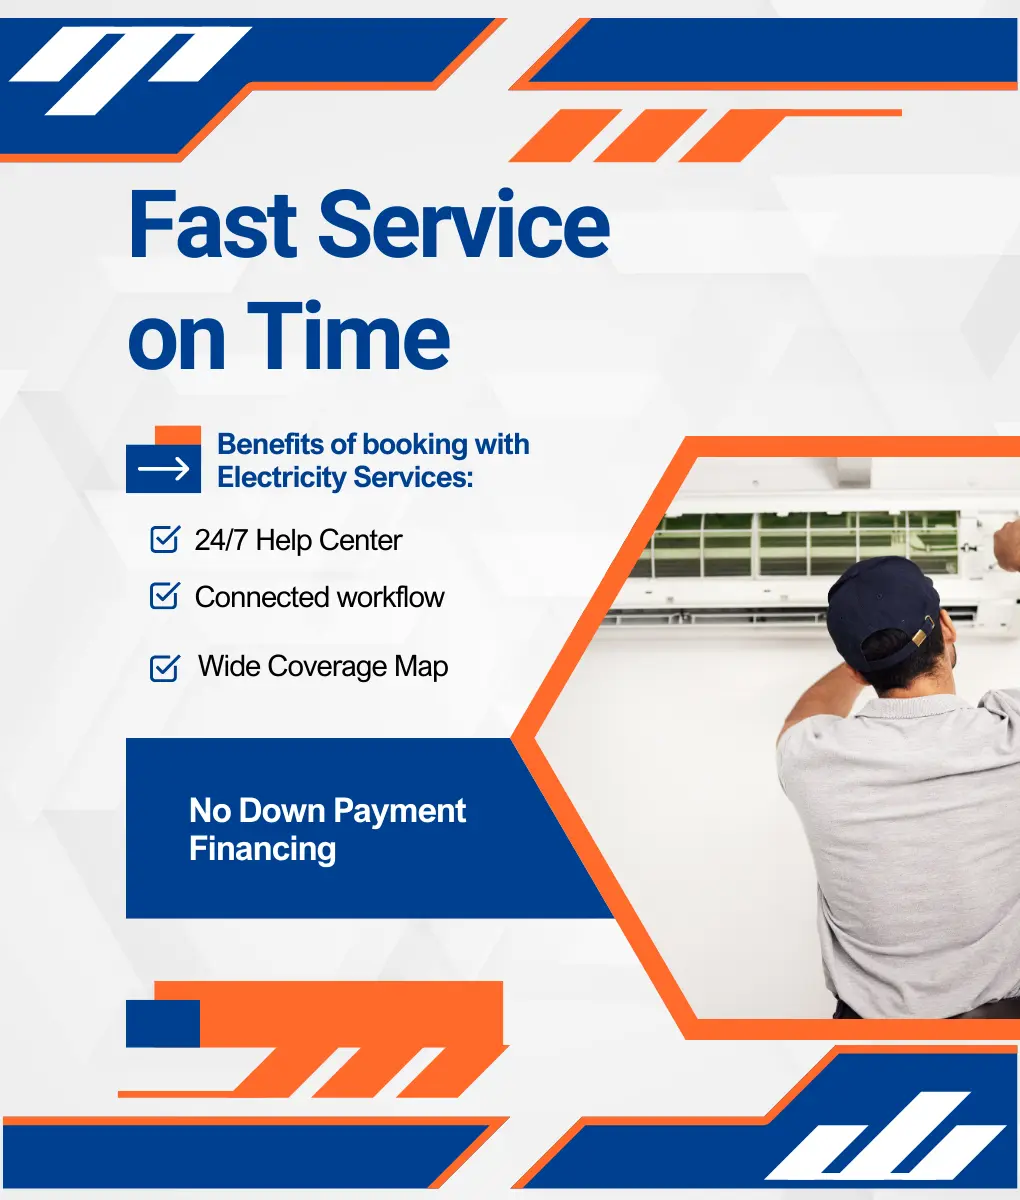 Fast Service
on Time
Benefits of booking with
Electricity Services:
24/7 Help Center
Connected workflow
Wide Coverage Map
No Down Payment
Financing